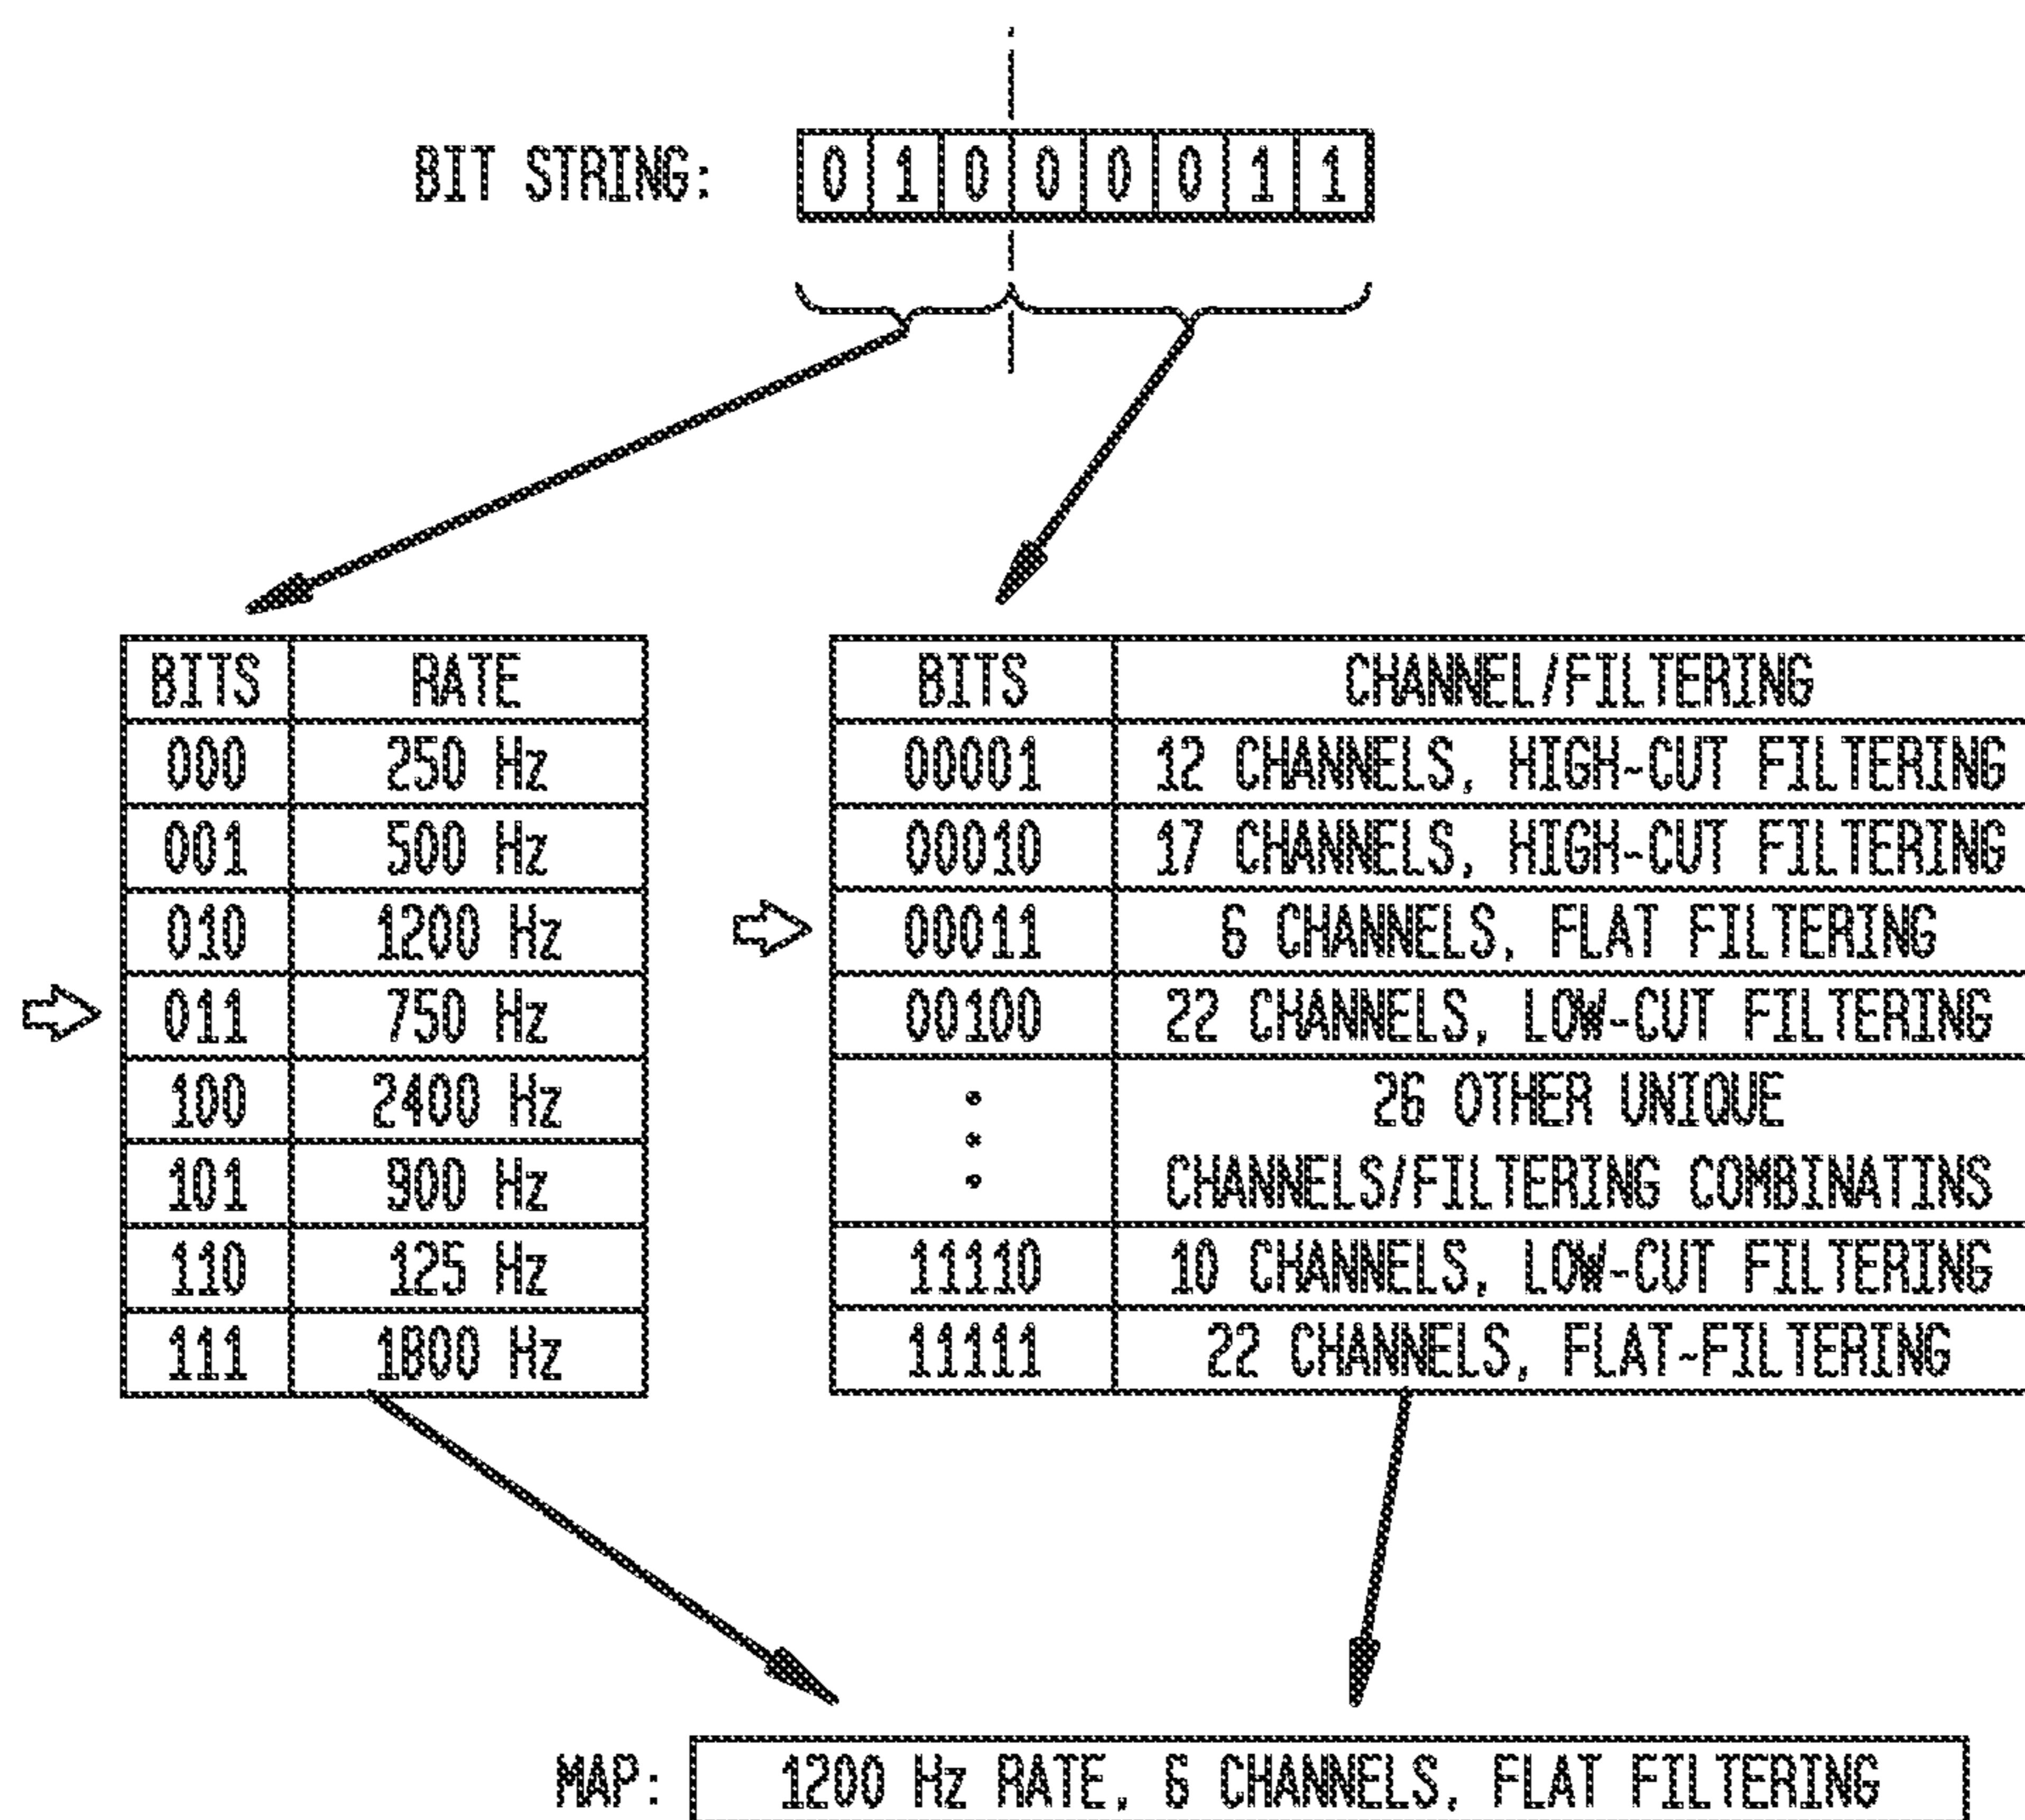 BIT STRING: 0 1 0 0 0 0 1 1
BITS RATE
000 250 Hz
001 500 Hz
010 1200 Hz
011 750 Hz
100 2400 Hz
101 900 Hz
110 125 Hz
111 1800 Hz
BITS CHANNEL/FILTERING
00001 12 CHANNELS, HIGH-CUT FILTERING
00010 17 CHANNELS, HIGH-CUT FILTERING
00011 6 CHANNELS, FLAT FILTERING
00100 22 CHANNELS, LOW-CUT FILTERING
26 OTHER UNIQUE
CHANNELS/FILTERING COMBINATINS
11110 10 CHANNELS, LOW-CUT FILTERING
11111 22 CHANNELS, FLAT-FILTERING
MAP: 1200 Hz RATE, 6 CHANNELS, FLAT FILTERING